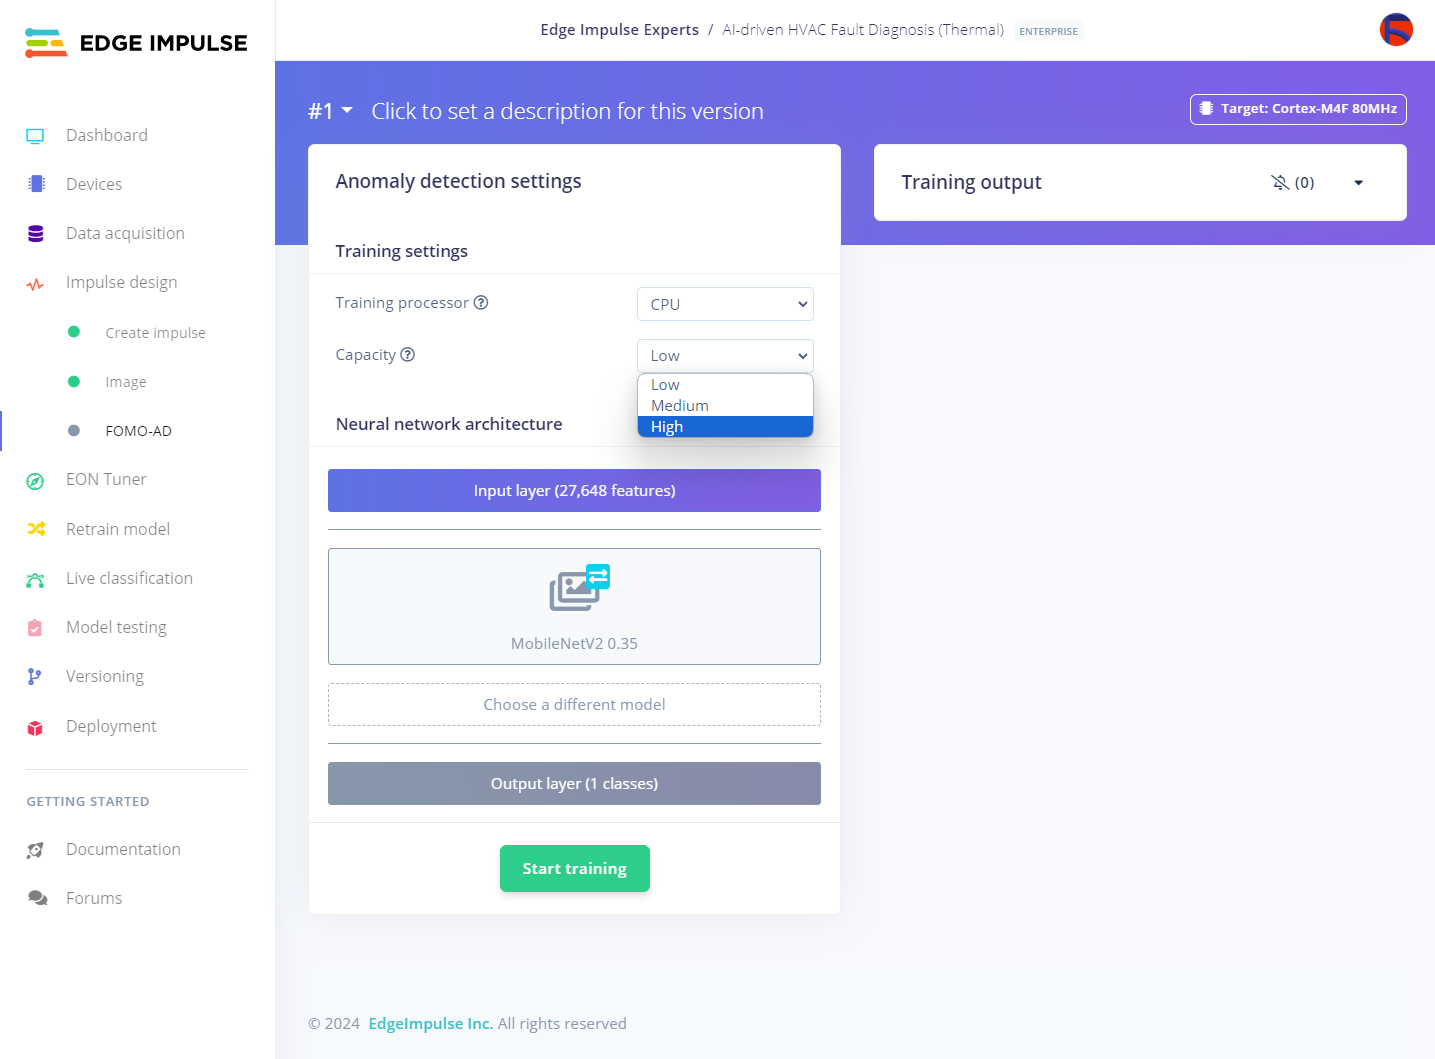 EDGE IMPULSE
Edge Impulse Experts / AI-driven HVAC Fault Diagnosis (Thermal) ENTERPRISE
#1 Click to set a description for this version
Target: Cortex-M4F 80MHz
Dashboard
Devices
Data acquisition
Impulse design
Create impulse
Image
FOMO-AD
EON Tuner
Retrain model
Live classification
Model testing
Versioning
Deployment
GETTING STARTED
Documentation
Forums
Anomaly detection settings
Training settings
Training processor ?
CPU
Capacity ?
Low
Low
Medium
High
Neural network architecture
Input layer (27,648 features)
MobileNetV2 0.35
Choose a different model
Output layer (1 classes)
Start training
Training output
(0)
© 2024 EdgeImpulse Inc. All rights reserved